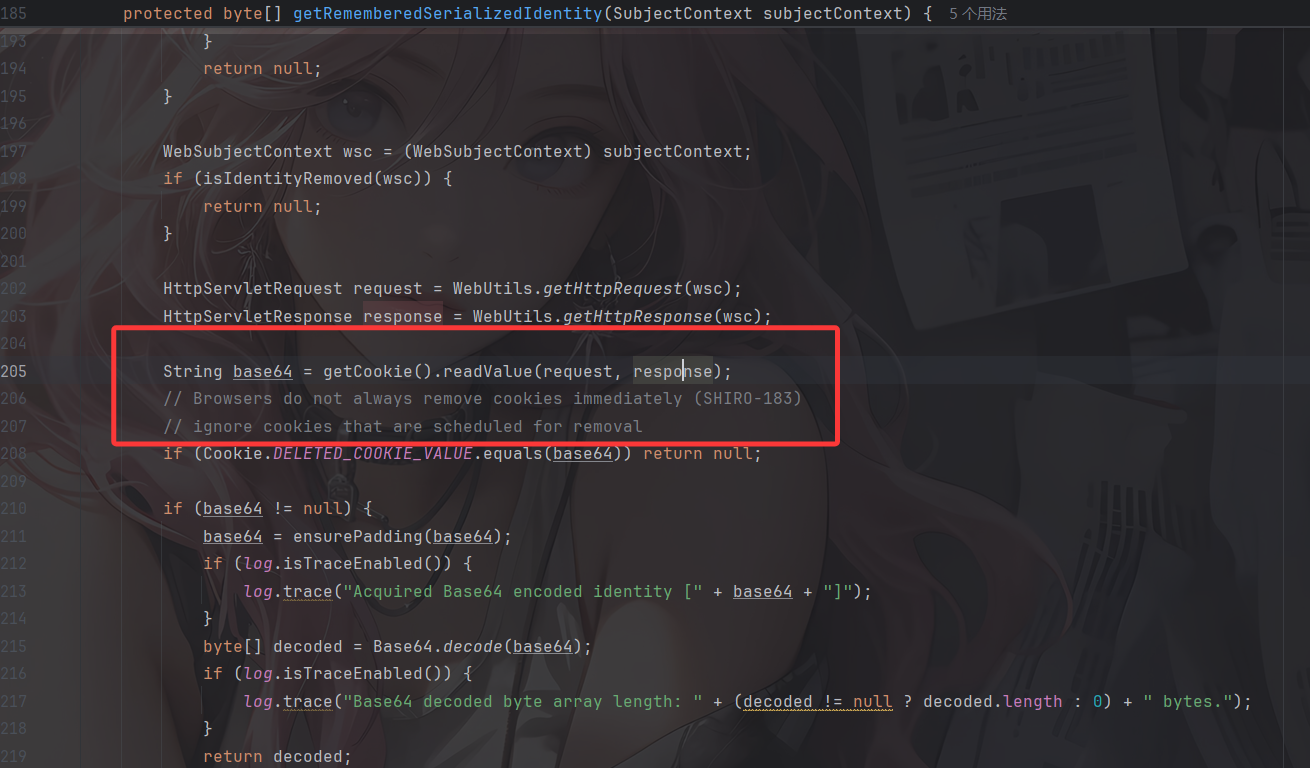 185 protected byte[] getRememberedSerializedIdentity(SubjectContext subjectContext) { 5 个用法
193 }
194 return null;
195 }
196
197 WebSubjectContext wsc = (WebSubjectContext) subjectContext;
198 if (isIdentityRemoved(wsc)) {
199 return null;
200 }
201
202 HttpServletRequest request = WebUtils.getHttpRequest(wsc);
203 HttpServletResponse response = WebUtils.getHttpResponse(wsc);
204
205 String base64 = getCookie().readValue(request, response);
206 // Browsers do not always remove cookies immediately (SHIRO-183)
207 // ignore cookies that are scheduled for removal
208 if (Cookie.DELETED_COOKIE_VALUE.equals(base64)) return null;
209
210 if (base64 != null) {
211 base64 = ensurePadding(base64);
212 if (log.isTraceEnabled()) {
213 log.trace("Acquired Base64 encoded identity [" + base64 + "]");
214 }
215 byte[] decoded = Base64.decode(base64);
216 if (log.isTraceEnabled()) {
217 log.trace("Base64 decoded byte array length: " + (decoded != null ? decoded.length : 0) + " bytes.");
218 }
219 return decoded;